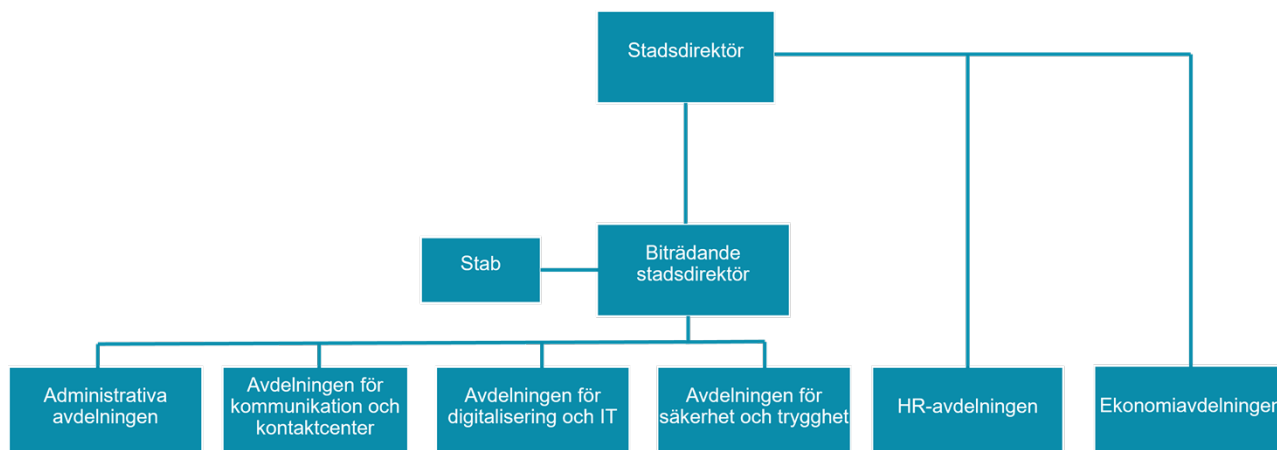 Stadsdirektör
Stab
Biträdande
stadsdirektör
Administrativa
avdelningen
Avdelningen för
kommunikation och
kontaktcenter
Avdelningen för
digitalisering och IT
Avdelningen för
säkerhet och trygghet
HR-avdelningen
Ekonomiavdelningen